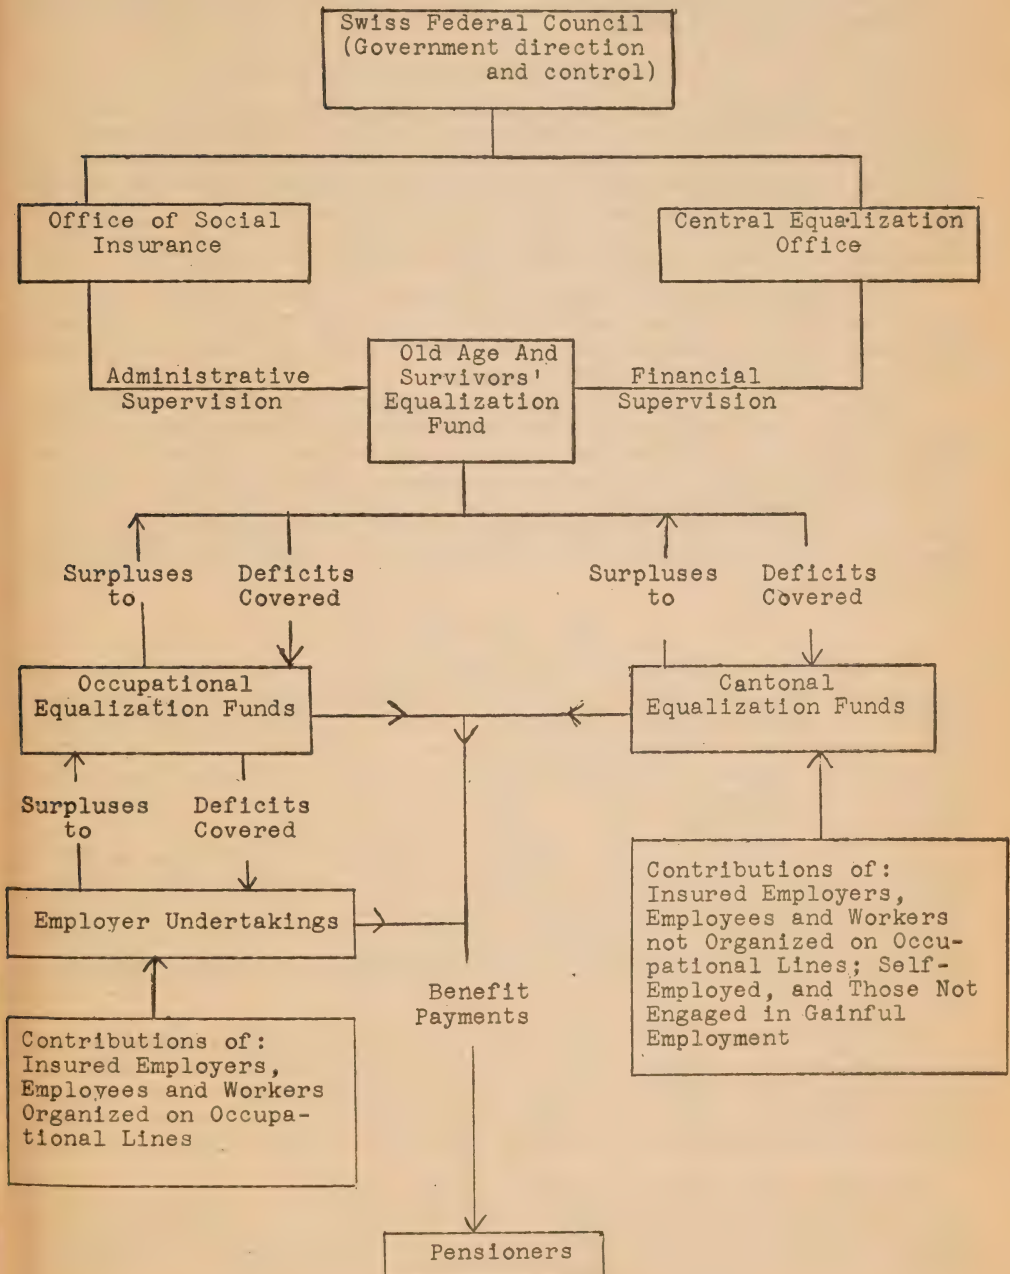 Swiss Federal Council
(Government direction
and control)
Office of Social
Insurance
Central Equalization
Office
Administrative
Supervision
Old Age And
Survivors'
Equalization
Fund
Financial
Supervision
Surpluses
to
Deficits
Covered
Surpluses
to
Deficits
Covered
Occupational
Equalization Funds
Cantonal
Equalization Funds
Surpluses
to
Deficits
Covered
Employer Undertakings
Contributions of:
Insured Employers,
Employees and Workers
not Organized on Occu-
pational Lines; Self-
Employed, and Those Not
Engaged in Gainful
Employment
Benefit
Payments
Contributions of:
Insured Employers,
Employees and Workers
Organized on Occupa-
tional Lines
Pensioners